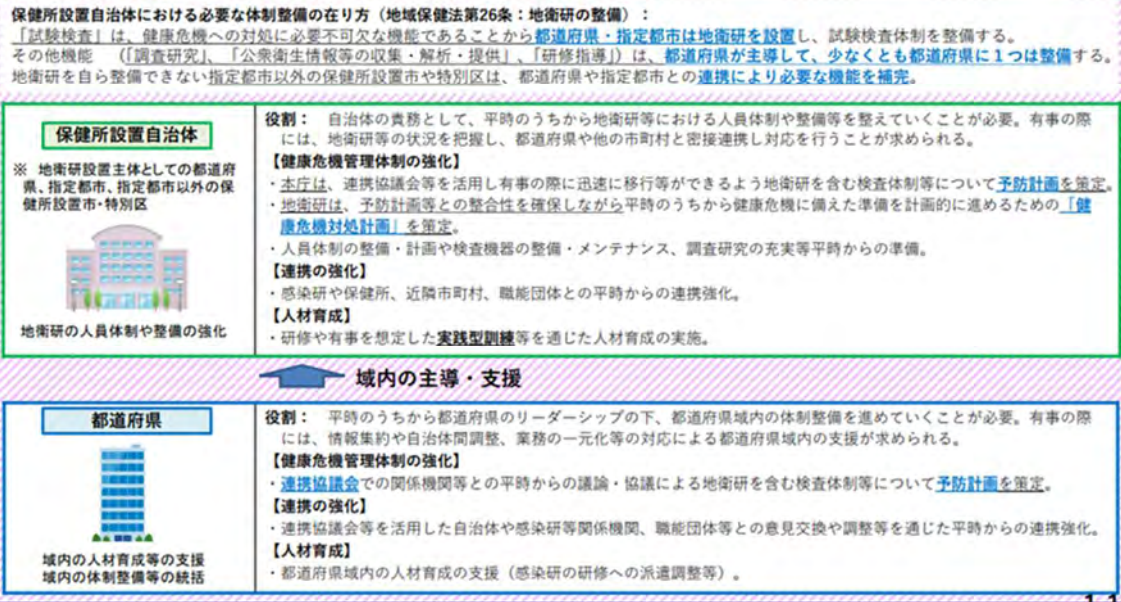 保健所設置自治体における必要な体制整備の在り方（地域保健法第26条：地衛研の整備）：
「試験検査」は、健康危機への対処に必要不可欠な機能であることから都道府県・指定都市は地衛研を設置し、試験検査体制を整備する。
その他機能　（「調査研究」、「公衆衛生情報等の収集・解析・提供」、「研修指導」）は、都道府県が主導して、少なくとも都道府県に１つは整備する。
地衛研を自ら整備できない指定都市以外の保健所設置市や特別区は、都道府県や指定都市との連携により必要な機能を補完。
保健所設置自治体
※　地衛研設置主体としての都道府
県、指定都市、指定都市以外の保
健所設置市・特別区
地衛研の人員体制や整備の強化
役割：　自治体の責務として、平時のうちから地衛研等における人員体制や整備等を整えていくことが必要。有事の際
には、地衛研等の状況を把握し、都道府県や他の市町村と密接連携し対応を行うことが求められる。
【健康危機管理体制の強化】
・本庁は、連携協議会等を活用し有事の際に迅速に移行等ができるよう地衛研を含む検査体制等について予防計画を策定。
・地衛研は、予防計画等との整合性を確保しながら平時のうちから健康危機に備えた準備を計画的に進めるための「健
康危機対処計画」を策定。
・人員体制の整備・計画や検査機器の整備・メンテナンス、調査研究の充実等平時からの準備。
【連携の強化】
・感染研や保健所、近隣市町村、職能団体との平時からの連携強化。
【人材育成】
・研修や有事を想定した実践型訓練等を通じた人材育成の実施。
域内の主導・支援
都道府県
域内の人材育成等の支援
域内の体制整備等の統括
役割：　平時のうちから都道府県のリーダーシップの下、都道府県域内の体制整備を進めていくことが必要。有事の際
には、情報集約や自治体間調整、業務の一元化等の対応による都道府県域内の支援が求められる。
【健康危機管理体制の強化】
・連携協議会での関係機関等との平時からの議論・協議による地衛研を含む検査体制等について予防計画を策定。
【連携の強化】
・連携協議会等を活用した自治体や感染研等関係機関、職能団体等との意見交換や調整等を通じた平時からの連携強化。
【人材育成】
・都道府県域内の人材育成の支援（感染研の研修への派遣調整等）。